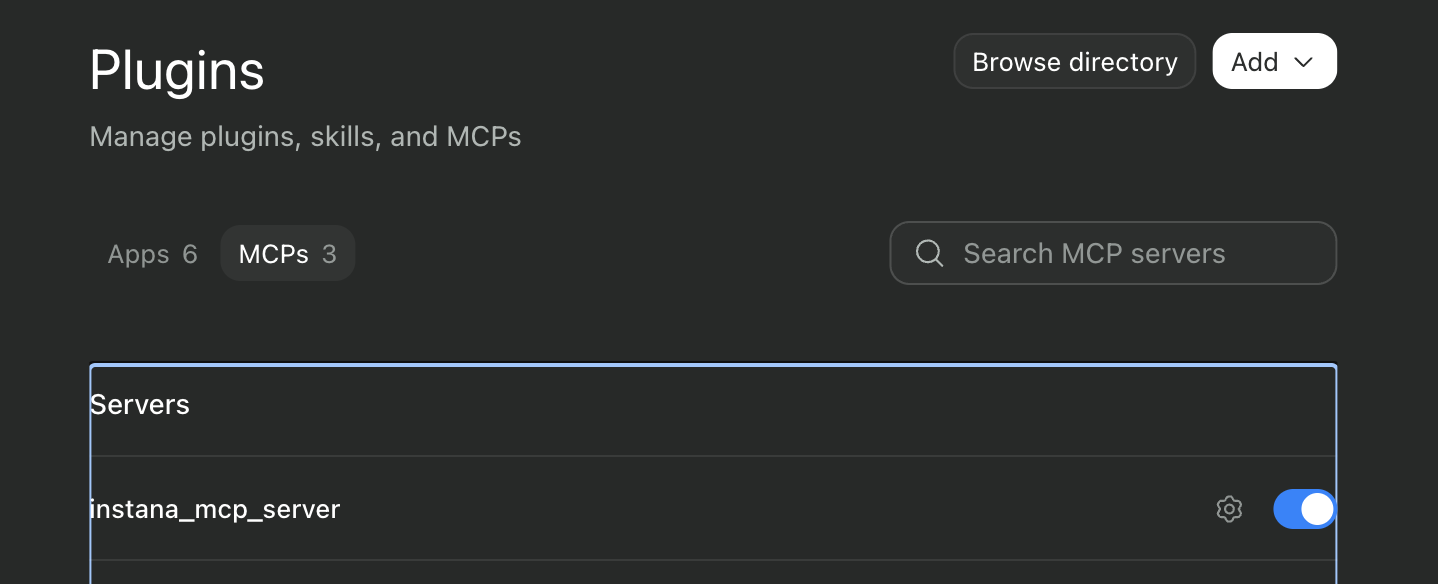 Plugins
Browse directory
Add
Manage plugins, skills, and MCPs
Apps 6
MCPs 3
Search MCP servers
Servers
instana_mcp_server